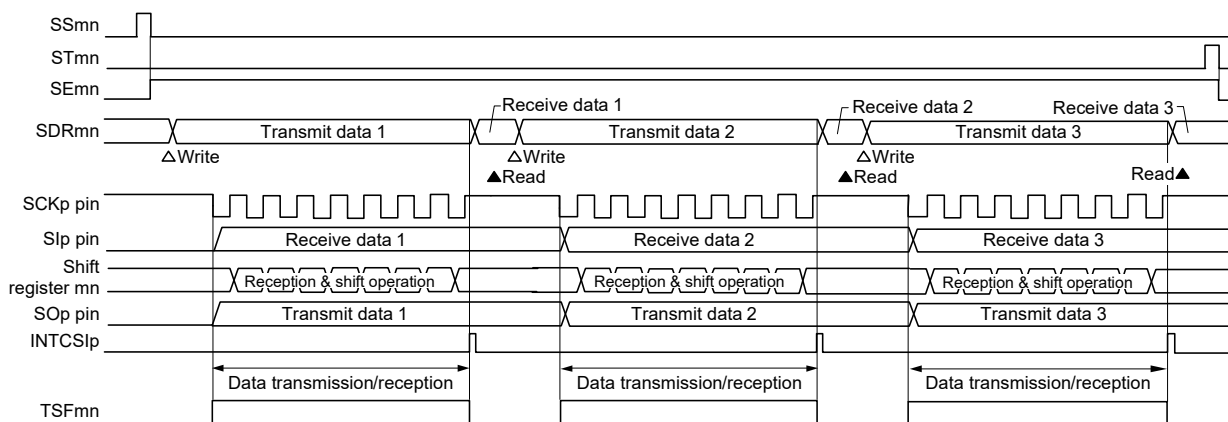 SSmn
STmn
SEmn
Receive data 1 Receive data 2 Receive data 3
SDRmn Transmit data 1 Transmit data 2 Transmit data 3
△Write △Write △Write
▲Read ▲Read Read▲
SCKp pin
SIp pin Receive data 1 Receive data 2 Receive data 3
Shift
register mn Reception & shift operation Reception & shift operation Reception & shift operation
SOp pin Transmit data 1 Transmit data 2 Transmit data 3
INTCSIp
Data transmission/reception Data transmission/reception Data transmission/reception
TSFmn